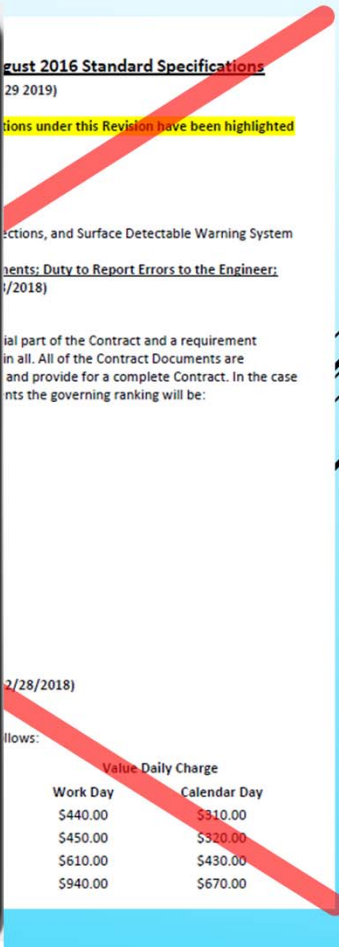 gust 2016 Standard Specifications
29 2019)
tions under this Revision have been highlighted
ections, and Surface Detectable Warning System
nents; Duty to Report Errors to the Engineer;
/2018)
ial part of the Contract and a requirement
in all. All of the Contract Documents are
and provide for a complete Contract. In the case
nts the governing ranking will be:
2/28/2018)
llows:
Value Daily Charge
Work Day Calendar Day
$440.00 $310.00
$450.00 $320.00
$610.00 $430.00
$940.00 $670.00